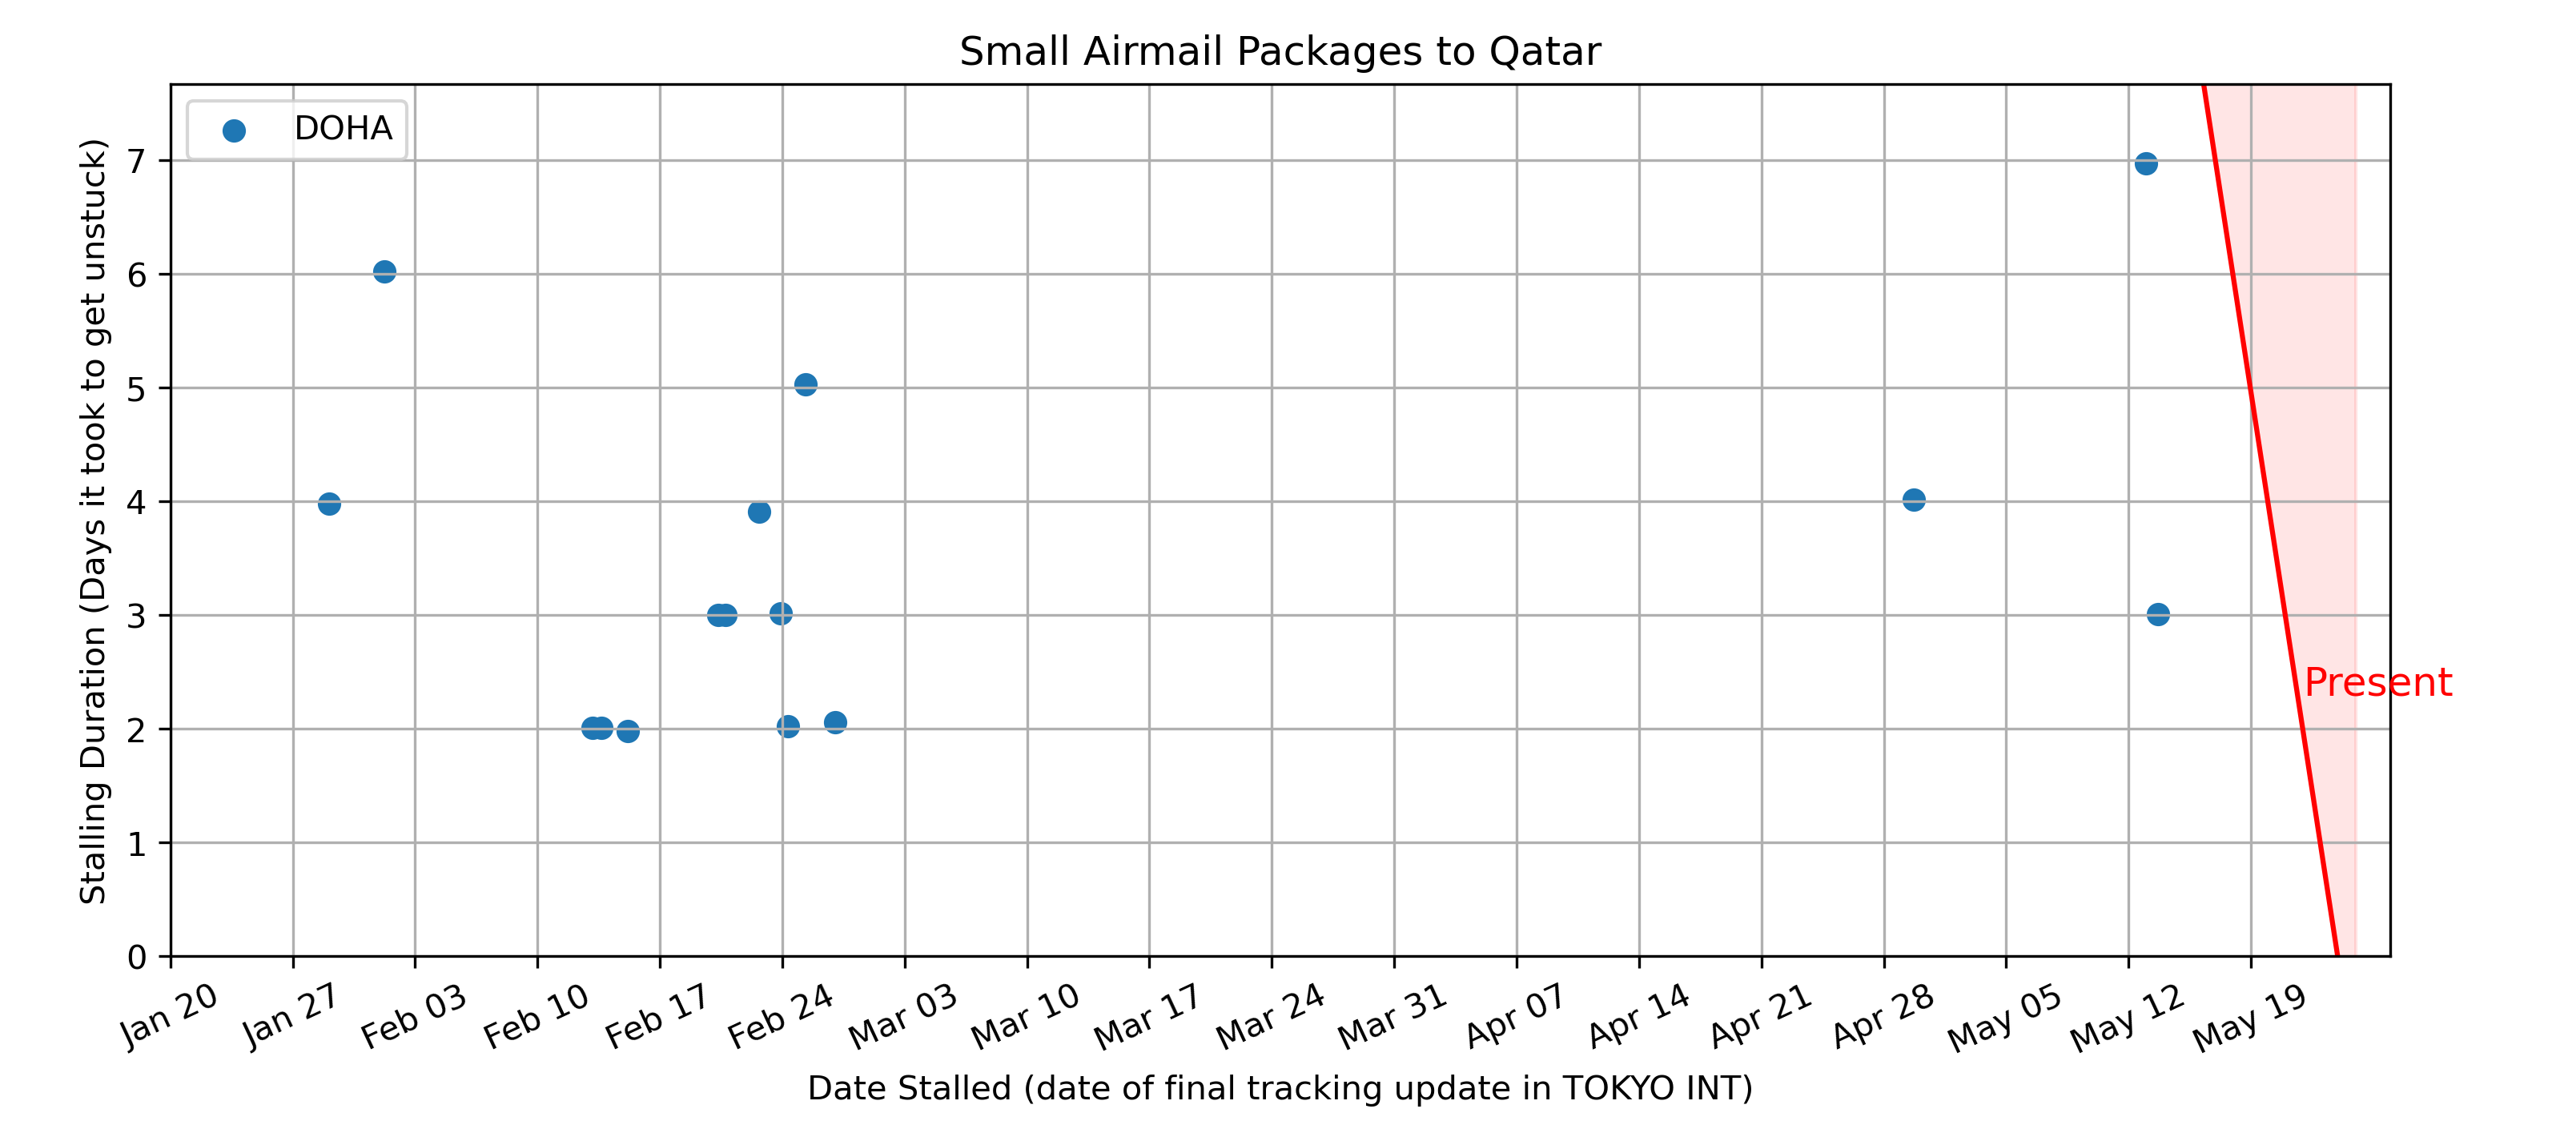 Small Airmail Packages to Qatar
DOHA
Stalling Duration (Days it took to get unstuck)
7
6
5
4
3
2
1
0
Present
Jan 20
Jan 27
Feb 03
Feb 10
Feb 17
Feb 24
Mar 03
Mar 10
Mar 17
Mar 24
Mar 31
Apr 07
Apr 14
Apr 21
Apr 28
May 05
May 12
May 19
Date Stalled (date of final tracking update in TOKYO INT)